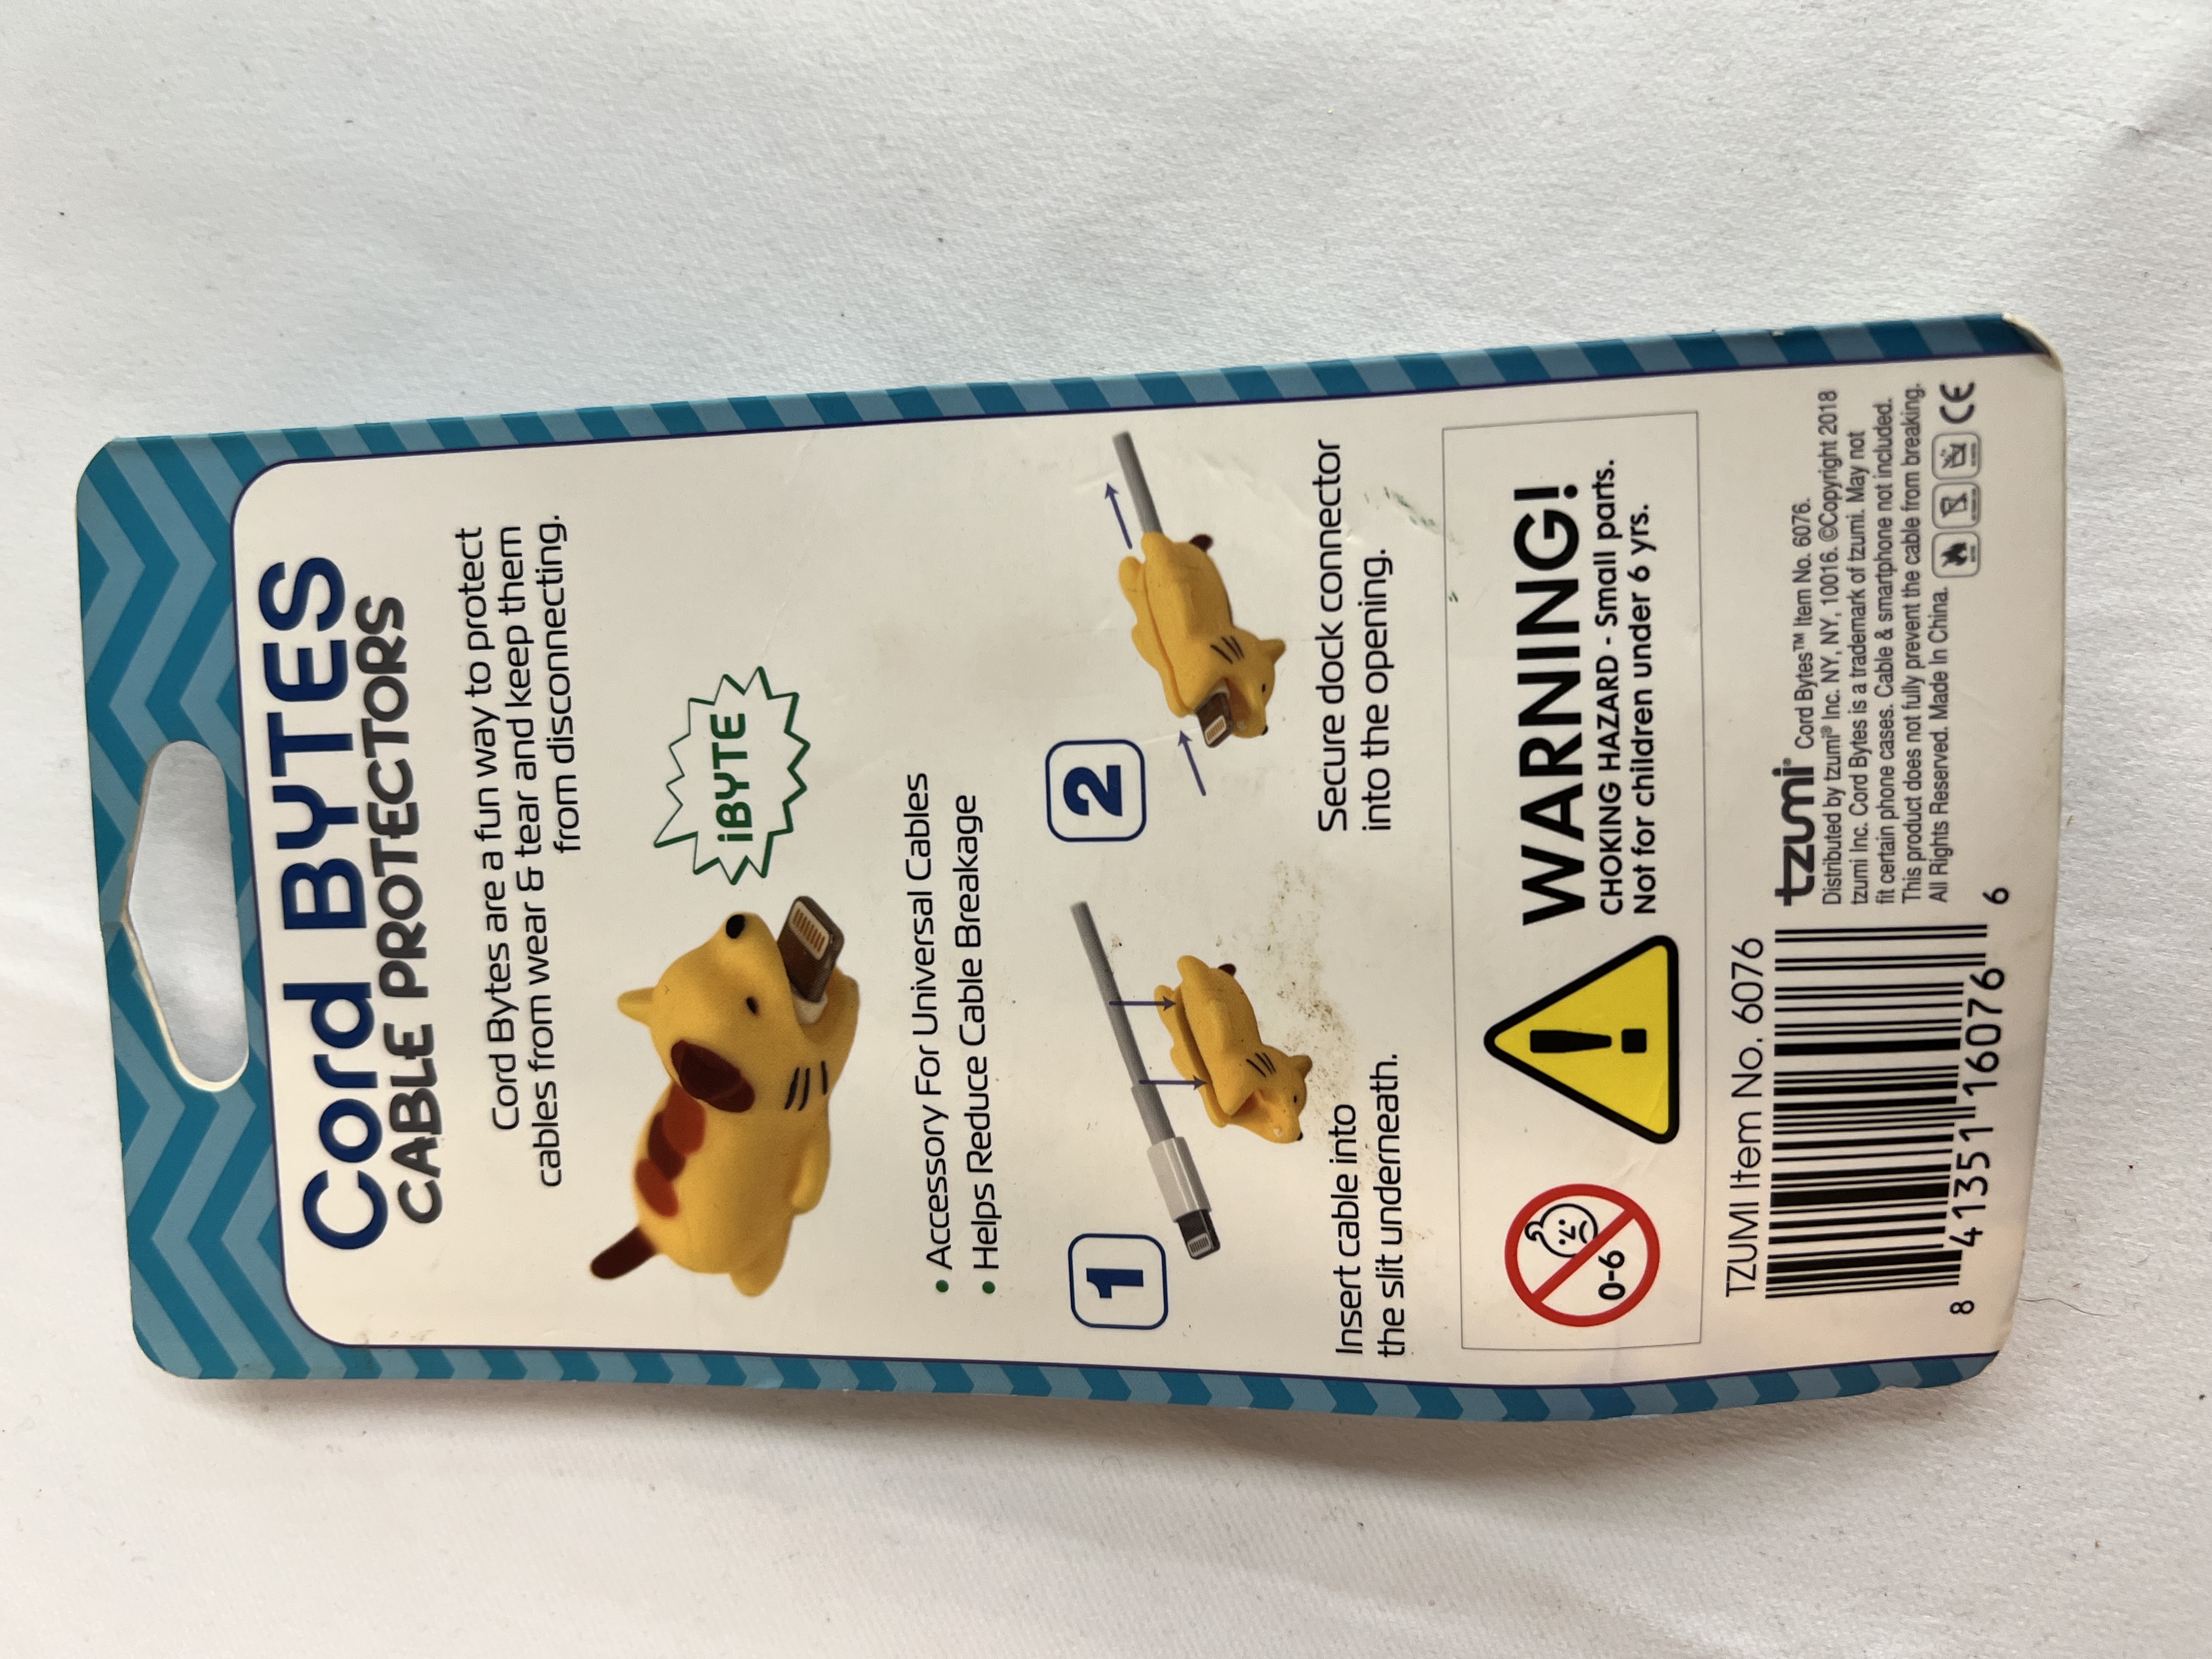 Cord BYTES
CABLE PROTECTORS
Cord Bytes are a fun way to protect
cables from wear & tear and keep them
from disconnecting.
iBYTE
• Accessory For Universal Cables
• Helps Reduce Cable Breakage
1
Insert cable into
the slit underneath.
2
Secure dock connector
into the opening.
0-6
WARNING!
CHOKING HAZARD - Small parts.
Not for children under 6 yrs.
TZUMI Item No. 6076
8 41351 16076 6
tzumi® Cord Bytes™ Item No. 6076.
Distributed by tzumi® Inc. NY, NY, 10016. ©Copyright 2018
tzumi Inc. Cord Bytes is a trademark of tzumi. May not
fit certain phone cases. Cable & smartphone not included.
This product does not fully prevent the cable from breaking.
All Rights Reserved. Made In China.
CE